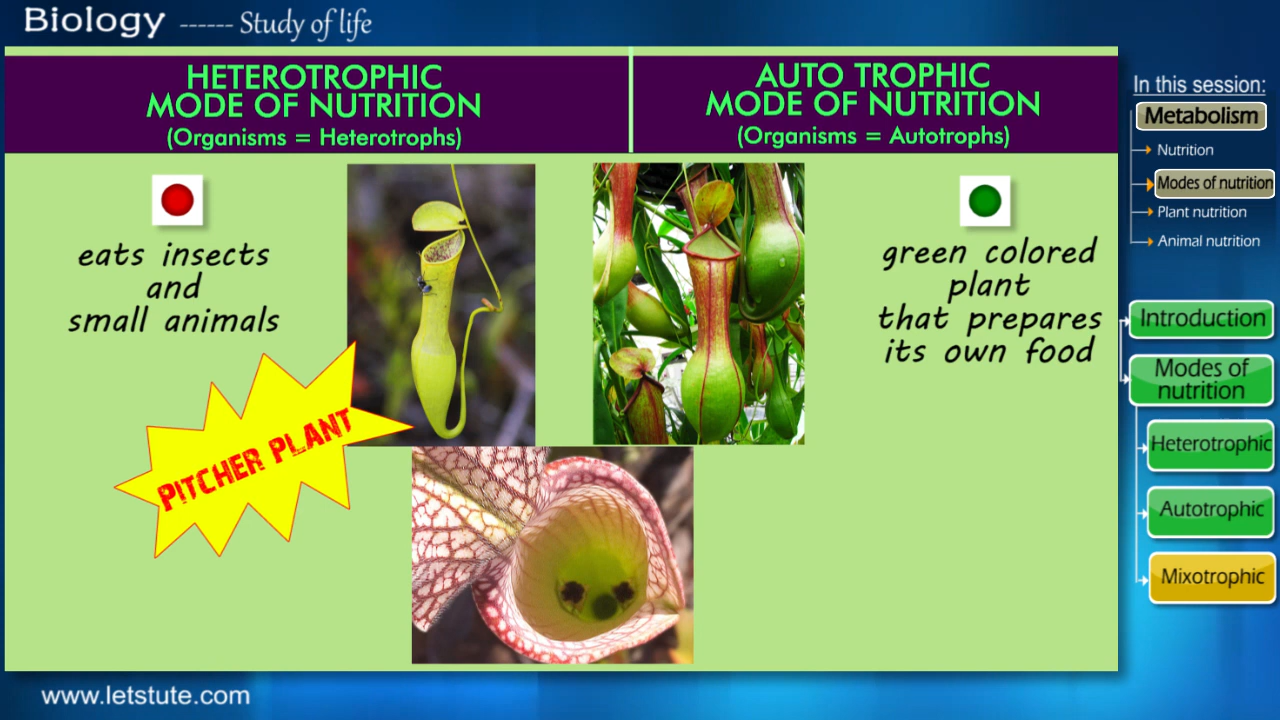 Biology ------ Study of life
HETEROTROPHIC
MODE OF NUTRITION
(Organisms = Heterotrophs)
AUTO TROPHIC
MODE OF NUTRITION
(Organisms = Autotrophs)
eats insects
and
small animals
PITCHER PLANT
green colored
plant
that prepares
its own food
In this session:
Metabolism
Nutrition
Modes of nutrition
Plant nutrition
Animal nutrition
Introduction
Modes of
nutrition
Heterotrophic
Autotrophic
Mixotrophic
www.letstute.com